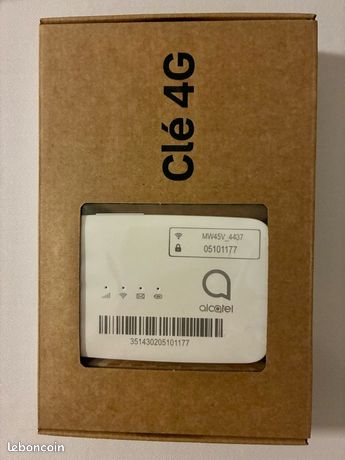 Clé 4G
MW45V_4437
05101177
alcatel
351430205101177
leboncoin